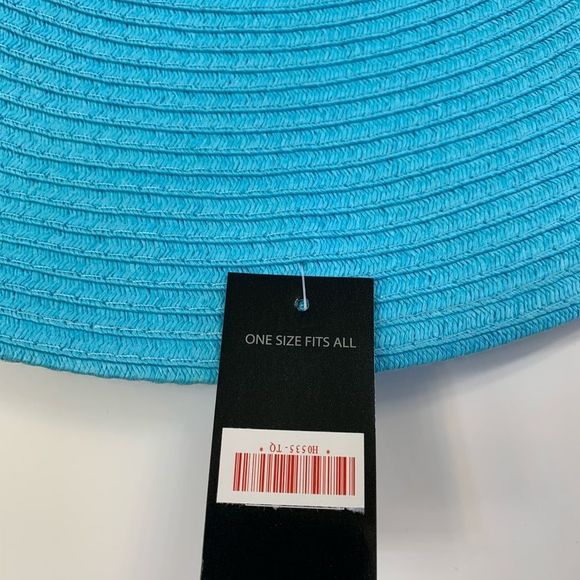 ONE SIZE FITS ALL
* H0535-TQ *